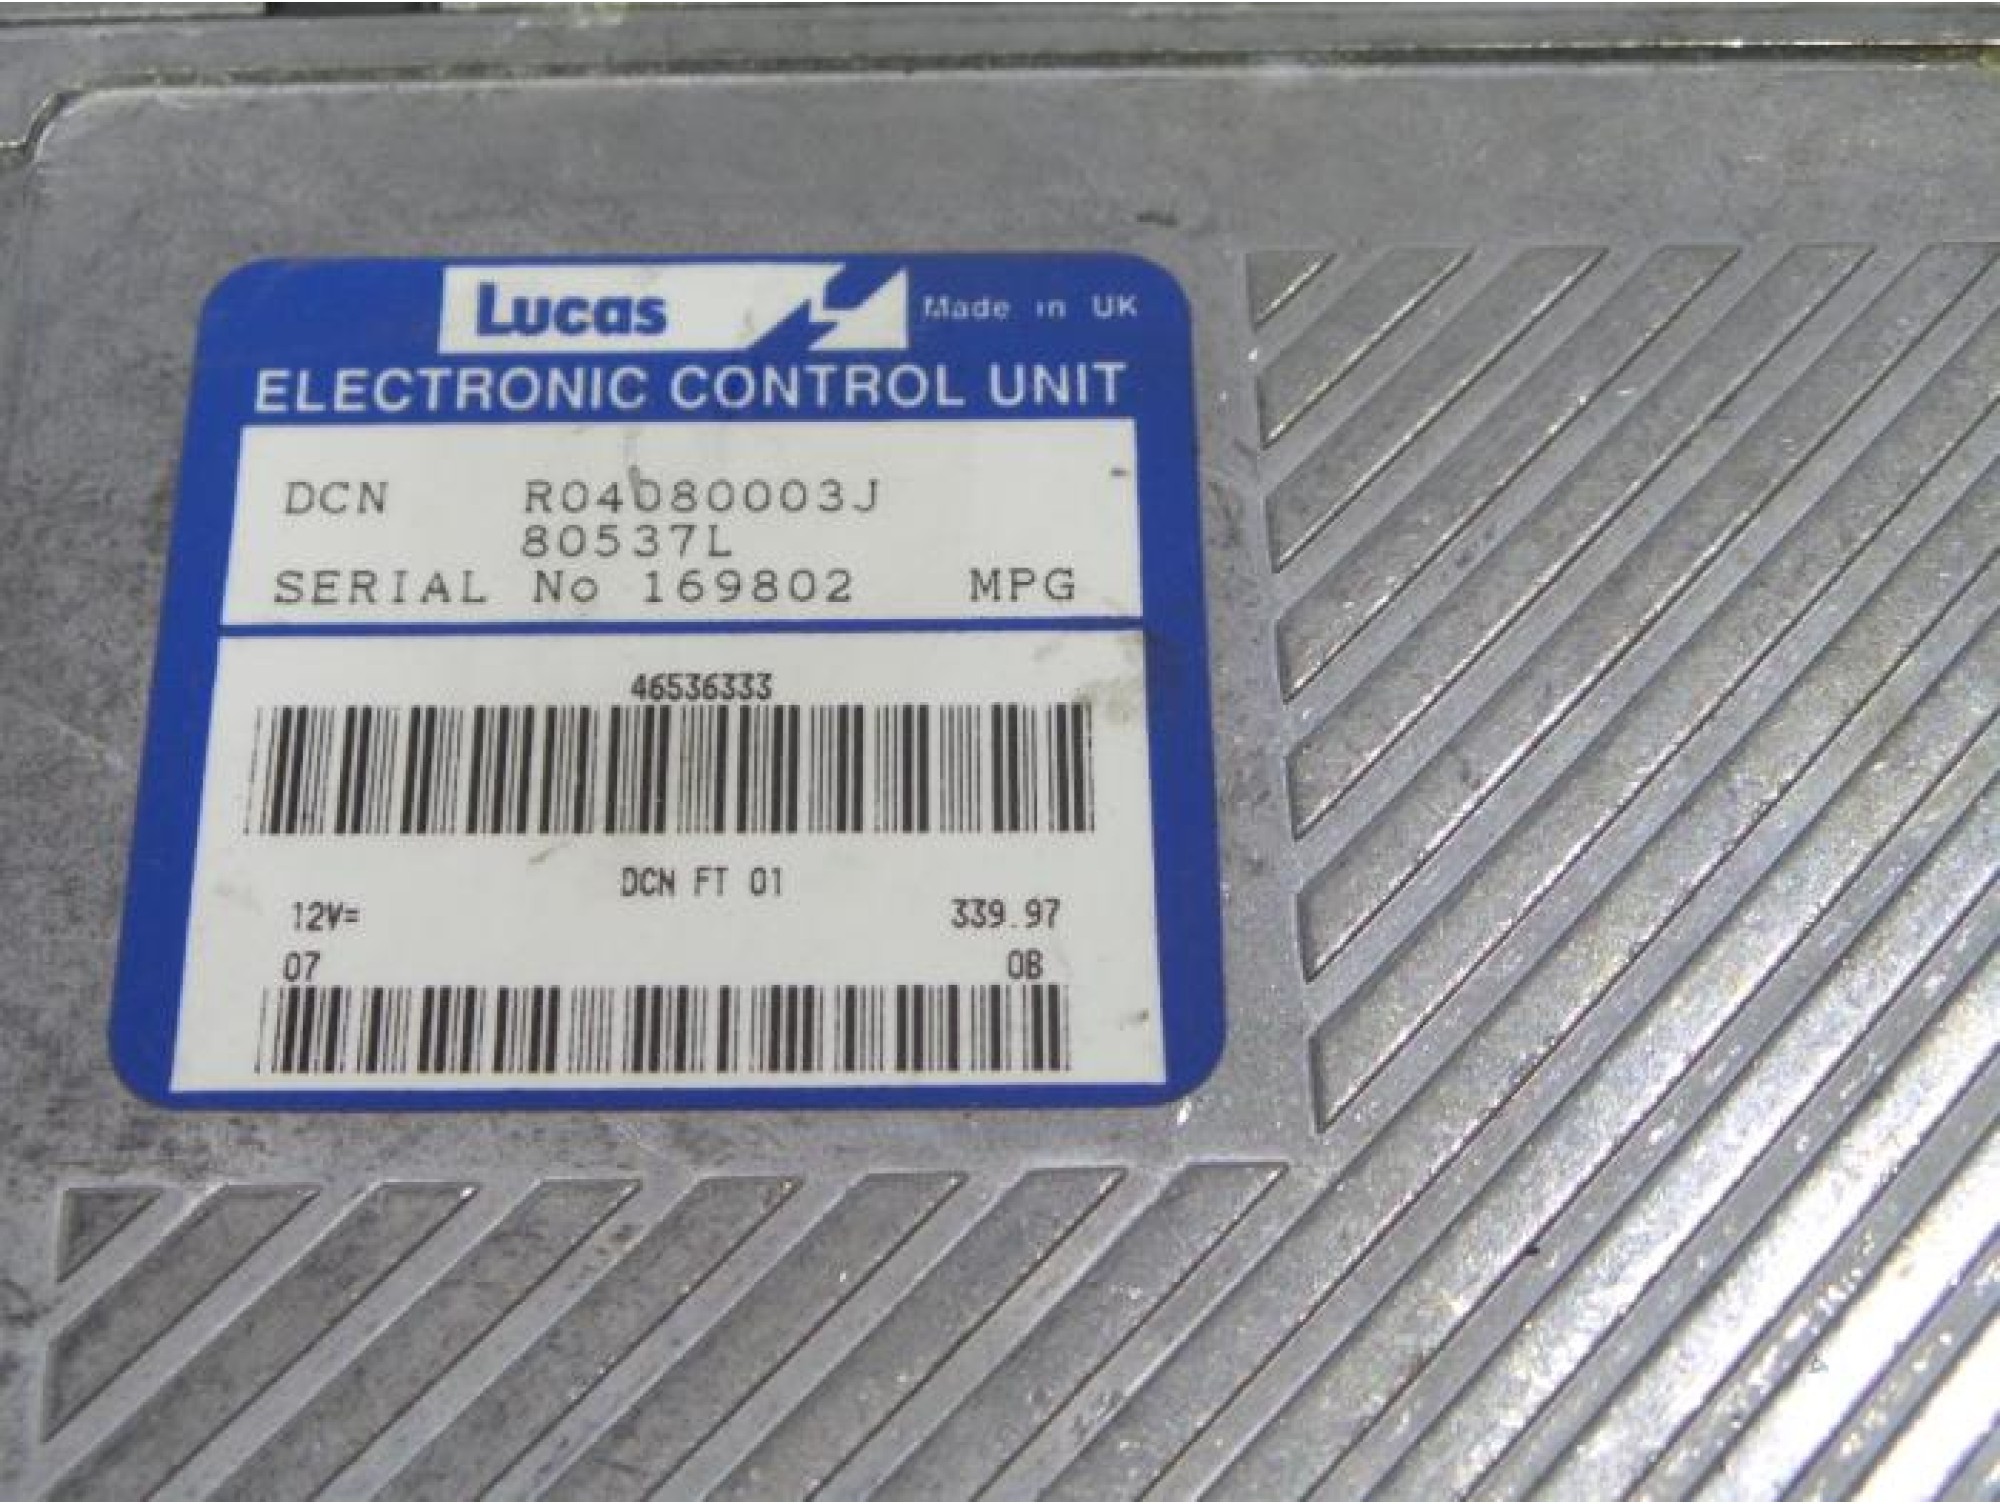 Lucas Made in UK
ELECTRONIC CONTROL UNIT
DCN R04080003J
80537L
SERIAL No 169802 MPG
46536333
DCN FT 01
12V= 339.97
07 0B